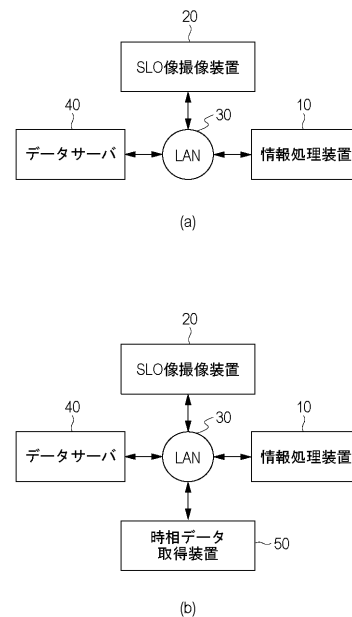 20
SLO像撮像装置
40
30
10
データサーバ
LAN
情報処理装置
(a)
20
SLO像撮像装置
40
30
10
データサーバ
LAN
情報処理装置
時相データ
取得装置
50
(b)